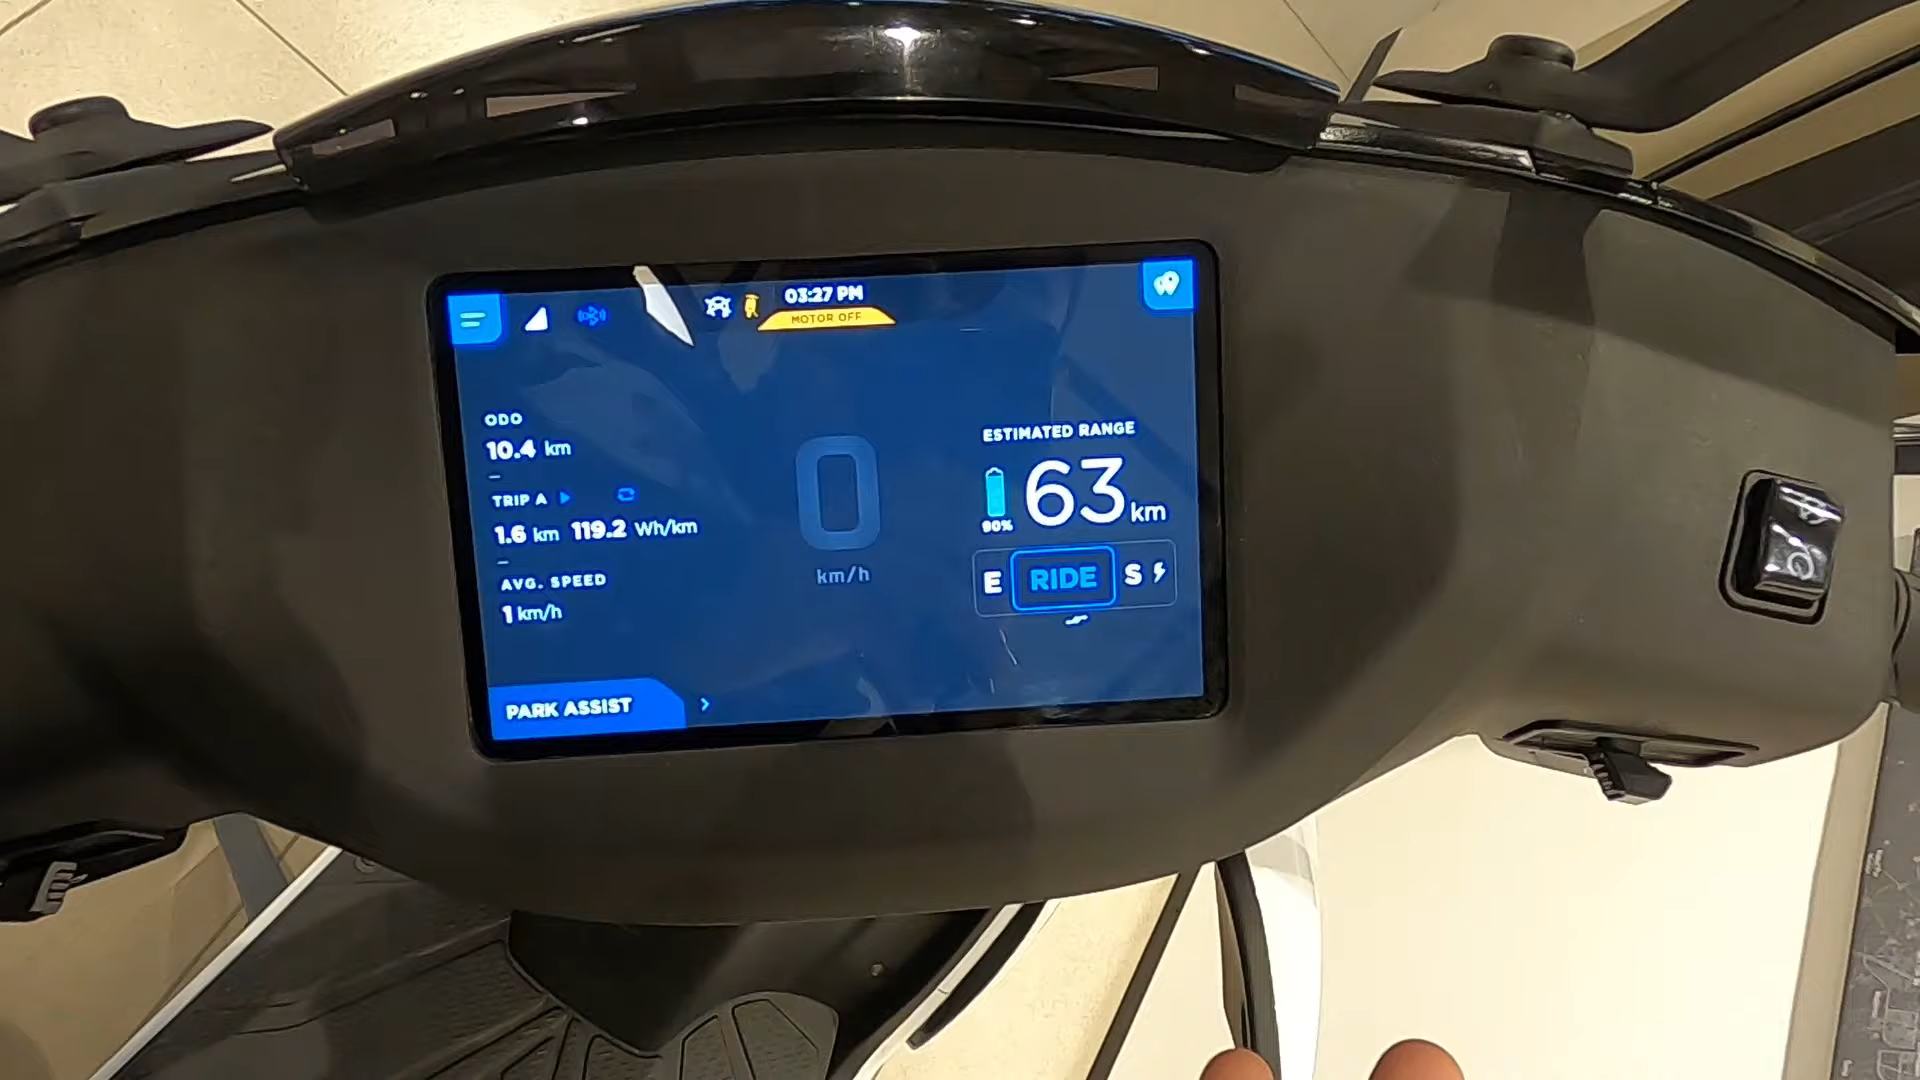 03:27 PM
MOTOR OFF
ODO
10.4 km
TRIP A
1.6 km 119.2 Wh/km
AVG. SPEED
1 km/h
0
km/h
ESTIMATED RANGE
90%
63 km
E RIDE S
PARK ASSIST